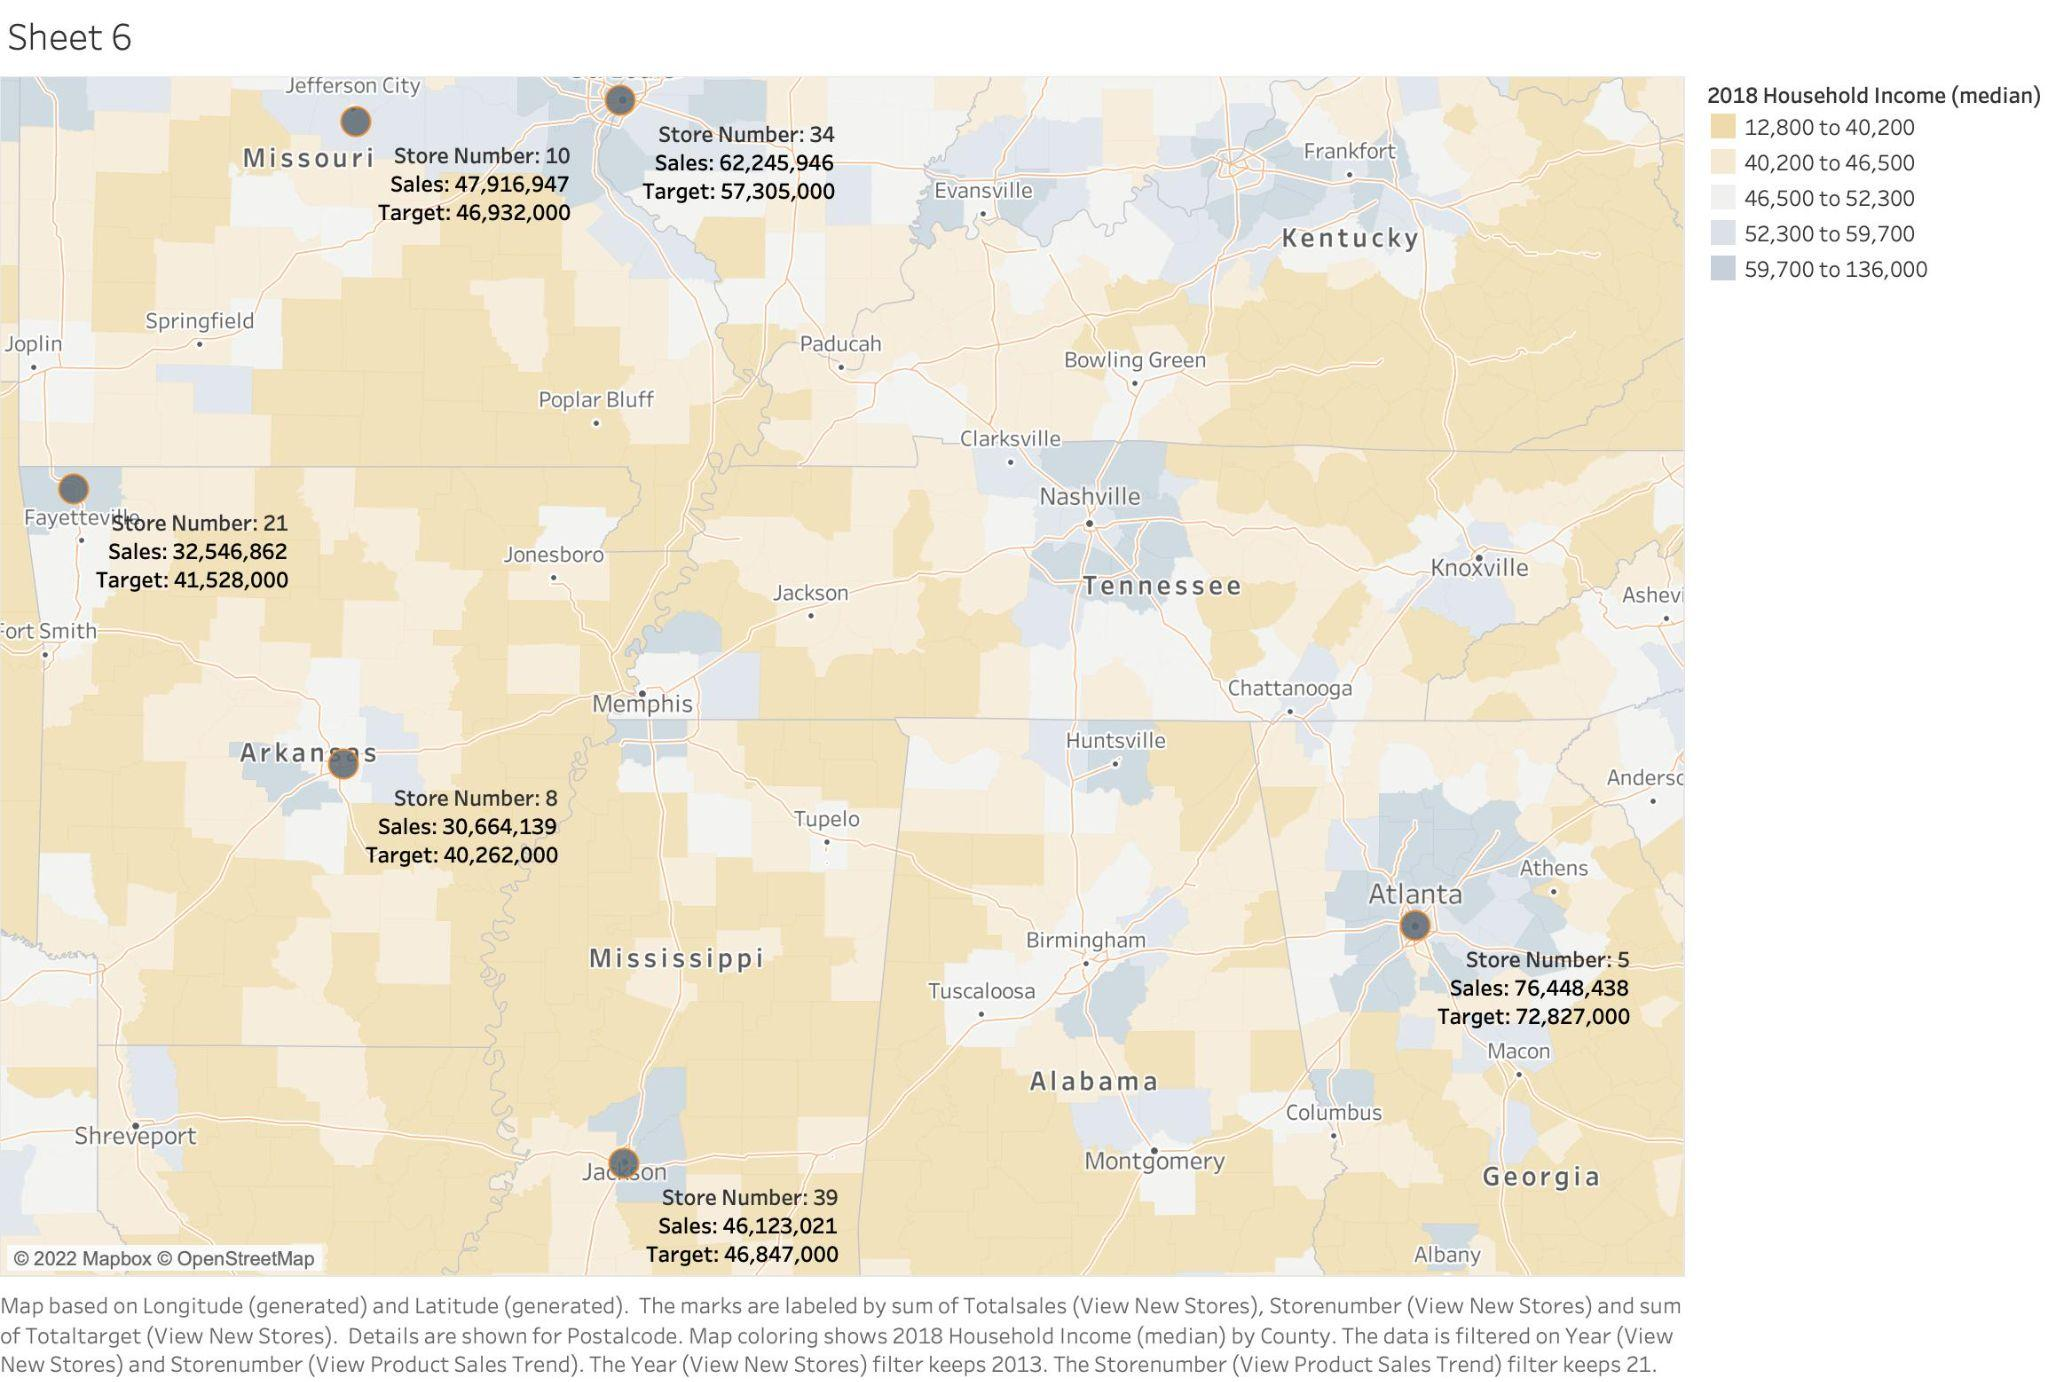 Sheet 6
2018 Household Income (median)
12,800 to 40,200
40,200 to 46,500
46,500 to 52,300
52,300 to 59,700
59,700 to 136,000
Jefferson City
Missouri
Store Number: 10
Sales: 47,916,947
Target: 46,932,000
Store Number: 34
Sales: 62,245,946
Target: 57,305,000
Evansville
Frankfort
Kentucky
Springfield
Joplin
Paducah
Bowling Green
Poplar Bluff
Clarksville
Nashville
Fayetteville
Store Number: 21
Sales: 32,546,862
Target: 41,528,000
Jonesboro
Jackson
Tennessee
Knoxville
Ashevi
Fort Smith
Memphis
Chattanooga
Arkansas
Huntsville
Anderso
Store Number: 8
Sales: 30,664,139
Target: 40,262,000
Tupelo
Athens
Atlanta
Birmingham
Mississippi
Tuscaloosa
Store Number: 5
Sales: 76,448,438
Target: 72,827,000
Macon
Alabama
Columbus
Shreveport
Jackson
Montgomery
Georgia
Store Number: 39
Sales: 46,123,021
Target: 46,847,000
Albany
© 2022 Mapbox © OpenStreetMap
Map based on Longitude (generated) and Latitude (generated).  The marks are labeled by sum of Totalsales (View New Stores), Storenumber (View New Stores) and sum
of Totaltarget (View New Stores).  Details are shown for Postalcode. Map coloring shows 2018 Household Income (median) by County. The data is filtered on Year (View
New Stores) and Storenumber (View Product Sales Trend). The Year (View New Stores) filter keeps 2013. The Storenumber (View Product Sales Trend) filter keeps 21.